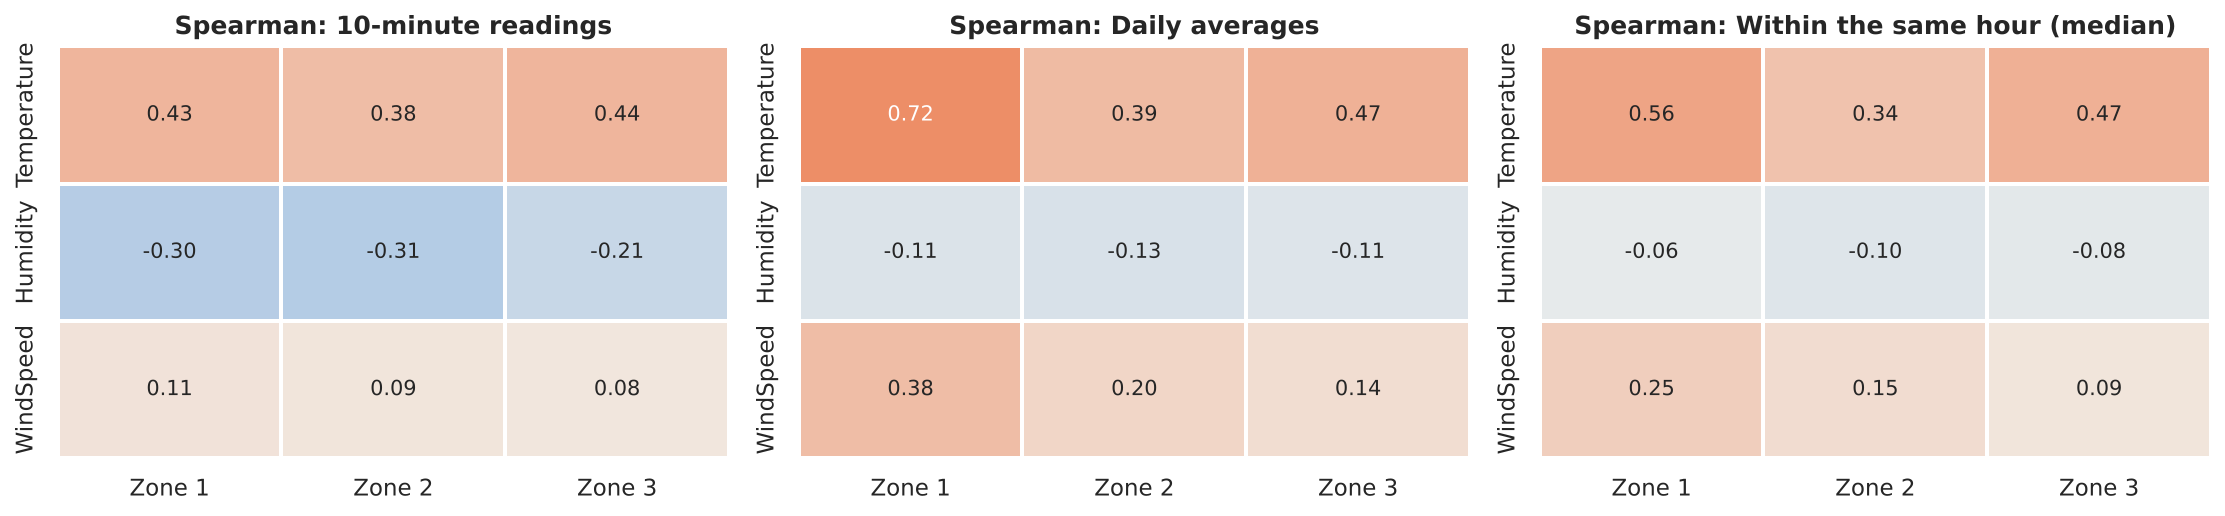 Spearman: 10-minute readings
Temperature
0.43 0.38 0.44
Humidity
-0.30 -0.31 -0.21
WindSpeed
0.11 0.09 0.08
Zone 1 Zone 2 Zone 3
Spearman: Daily averages
Temperature
0.72 0.39 0.47
Humidity
-0.11 -0.13 -0.11
WindSpeed
0.38 0.20 0.14
Zone 1 Zone 2 Zone 3
Spearman: Within the same hour (median)
Temperature
0.56 0.34 0.47
Humidity
-0.06 -0.10 -0.08
WindSpeed
0.25 0.15 0.09
Zone 1 Zone 2 Zone 3